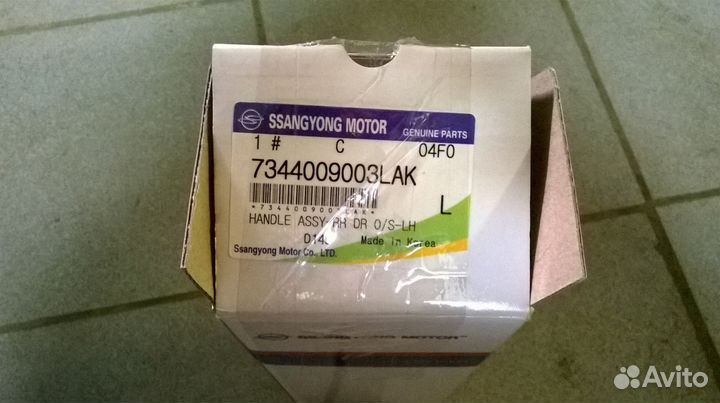 SSANGYONG MOTOR GENUINE PARTS
1 # C 04F0
7344009003LAK
L
HANDLE ASSY-RR DR O/S-LH
Made in Korea
Ssangyong Motor Co., LTD.
MOTOR
Avito